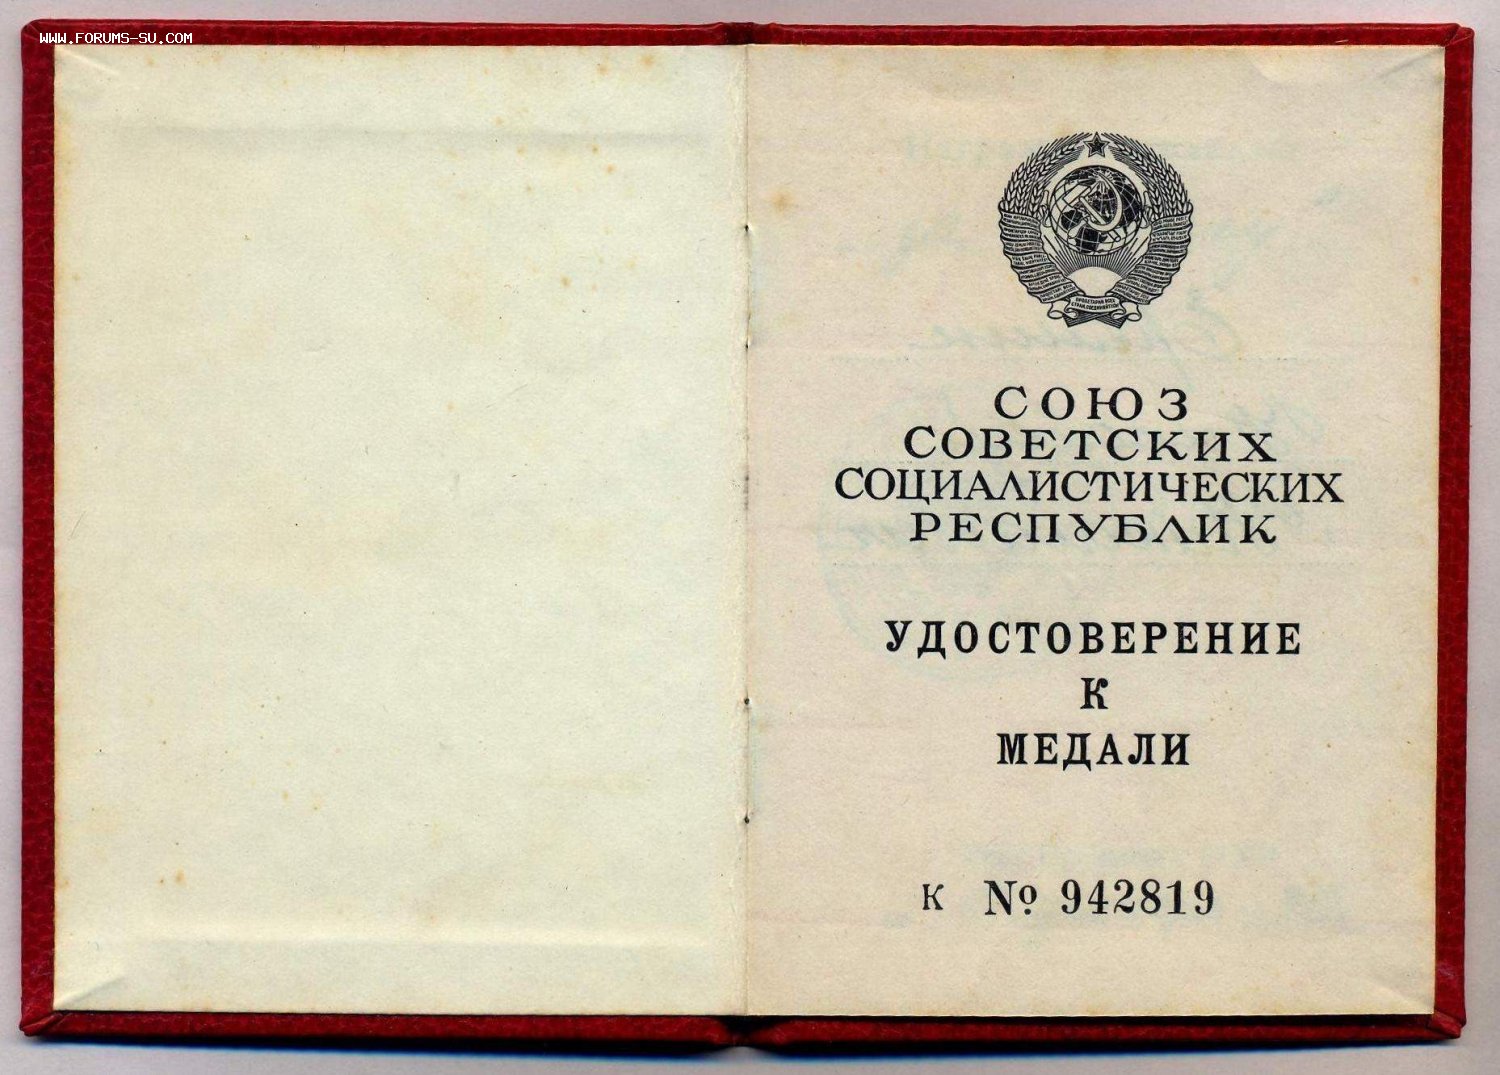 WWW.FORUMS-SU.COM
СОЮЗ
СОВЕТСКИХ
СОЦИАЛИСТИЧЕСКИХ
РЕСПУБЛИК
УДОСТОВЕРЕНИЕ
К
МЕДАЛИ
К № 942819